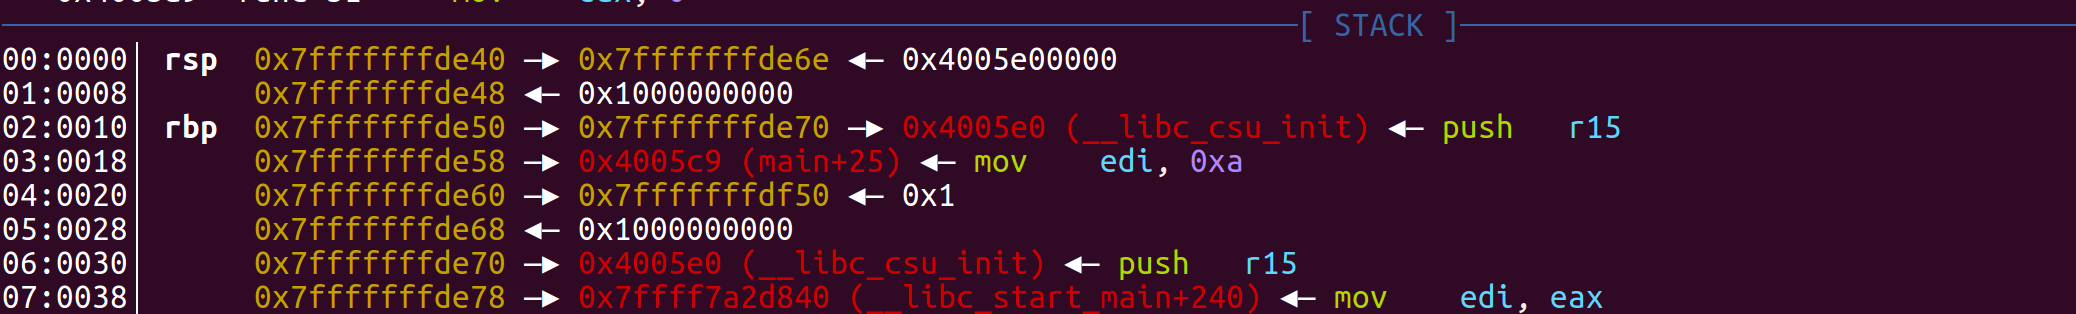 [ STACK ]
00:0000│ rsp 0x7fffffffde40 —▸ 0x7fffffffde6e ◂— 0x4005e00000
01:0008│ 0x7fffffffde48 ◂— 0x1000000000
02:0010│ rbp 0x7fffffffde50 —▸ 0x7fffffffde70 —▸ 0x4005e0 (__libc_csu_init) ◂— push r15
03:0018│ 0x7fffffffde58 —▸ 0x4005c9 (main+25) ◂— mov edi, 0xa
04:0020│ 0x7fffffffde60 —▸ 0x7fffffffdf50 ◂— 0x1
05:0028│ 0x7fffffffde68 ◂— 0x1000000000
06:0030│ 0x7fffffffde70 —▸ 0x4005e0 (__libc_csu_init) ◂— push r15
07:0038│ 0x7fffffffde78 —▸ 0x7ffff7a2d840 (__libc_start_main+240) ◂— mov edi, eax